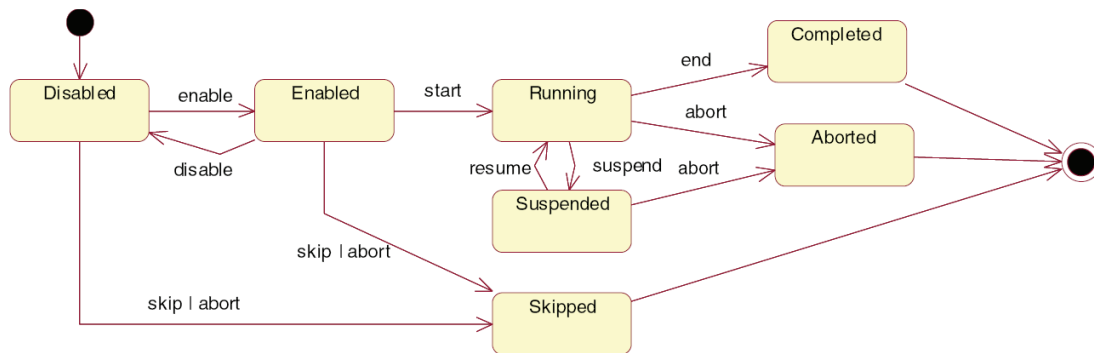 Completed
end
Disabled
enable
Enabled
start
Running
abort
Aborted
disable
resume
suspend
abort
Suspended
skip | abort
skip | abort
Skipped